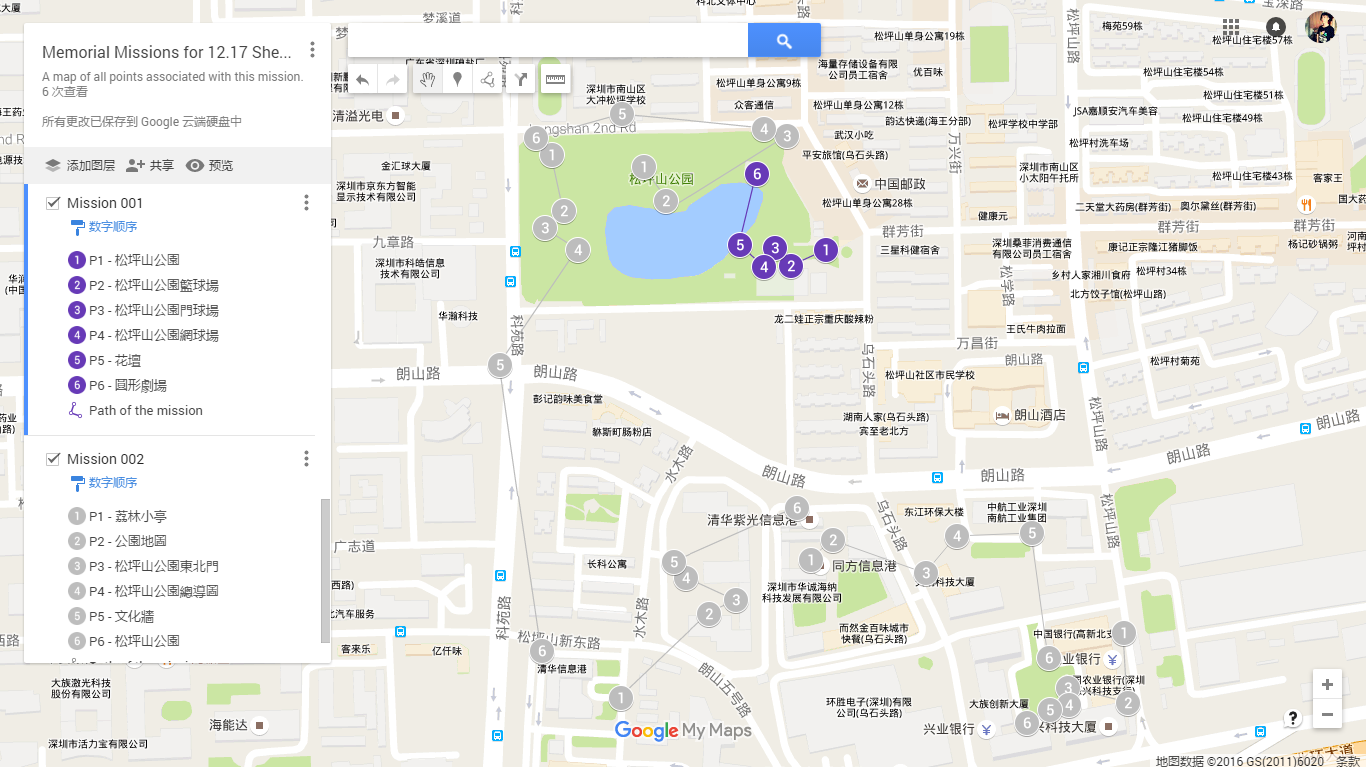 Memorial Missions for 12.17 She...
A map of all points associated with this mission.
6 次查看
所有更改已保存到 Google 云端硬盘中
添加图层
共享
预览
Mission 001
数字顺序
1 P1 - 松坪山公園
2 P2 - 松坪山公園籃球場
3 P3 - 松坪山公園門球場
4 P4 - 松坪山公園網球場
5 P5 - 花壇
6 P6 - 圓形劇場
Path of the mission
Mission 002
数字顺序
1 P1 - 荔林小亭
2 P2 - 公園地圖
3 P3 - 松坪山公園東北門
4 P4 - 松坪山公園總導圖
5 P5 - 文化牆
6 P6 - 松坪山公園
梦溪道
科苑路
朗山路
宝深路
松坪山路
梅苑59栋
松坪山住宅楼57栋
松坪山住宅楼54栋
松坪山住宅楼51栋
JSA嘉顺安汽车美容
松坪山住宅楼49栋
松坪山单身公寓19栋
海量存储设备有限
公司员工宿舍
优百味
松坪山单身公寓9栋
众客通信
松坪山单身公寓12栋
韵达快递(海王分部)
松坪学校中学部
武汉小吃
平安旅馆(乌石头路)
松坪村洗车场
深圳市南山区
小太阳午托所
松坪山住宅楼43栋
客家王
中国邮政
松坪山单身公寓28栋
健康元
二天堂大药房(群芳街)
奥尔黛丝(群芳街)
群芳街
群芳街
三星科健宿舍
深圳桑菲消费通信
有限公司员工宿舍
康记正宗隆江猪脚饭
杨记砂锅粥
松坪村34栋
乡村人家湘川食府
北方饺子馆(松坪山路)
万兴街
松学路
王氏牛肉拉面
万昌街
朗山路
松坪村菊苑
深圳市南山区
大冲松坪学校
Langshan 2nd Rd
松坪山公园
清溢光电
金汇球大厦
深圳市京东方智能
显示技术有限公司
九章路
深圳市科皓信息
技术有限公司
华瀚科技
科苑路
龙二娃正宗重庆酸辣粉
乌石头路
松坪山社区市民学校
朗山酒店
湖南人家(乌石头路)
宾至老北方
朗山路
朗山路
彭记韵味美食堂
躲斯町肠粉店
水木路
朗山路
朗山路
朗山路
松坪山路
东江环保大楼
中航工业深圳
南航工业集团
清华紫光信息港
乌石头路
同方信息港
深圳市华诚海纳
科技发展有限公司
长科公寓
广志道
科苑路
水木路
松坪山新东路
清华信息港
朗山五号路
而然金百味城市
快餐(乌石头路)
环胜电子(深圳)有限
公司(乌石头路)
中国银行(高新北支
大族创新大厦
兴业银行
客来乐
亿仟味
大族激光科技
股份有限公司
海能达
深圳市活力宝有限公司
Google My Maps
地图数据 ©2016 GS(2011)6020
条款